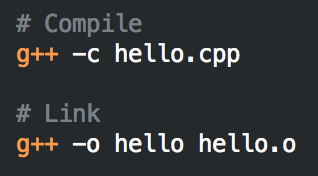 # Compile
g++ -c hello.cpp

# Link
g++ -o hello hello.o